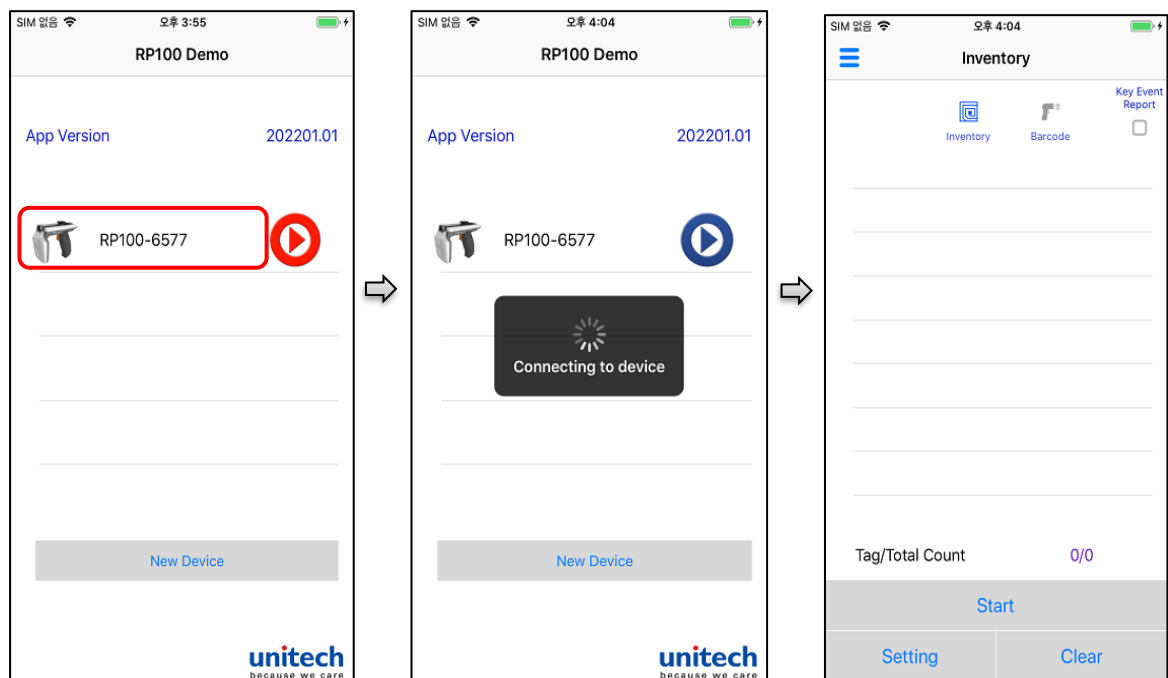 SIM 없음 오후 3:55
RP100 Demo
App Version 202201.01
RP100-6577
New Device
unitech
because we care
SIM 없음 오후 4:04
RP100 Demo
App Version 202201.01
RP100-6577
Connecting to device
New Device
unitech
because we care
SIM 없음 오후 4:04
Inventory
Key Event
Report
Inventory Barcode
Tag/Total Count 0/0
Start
Setting Clear